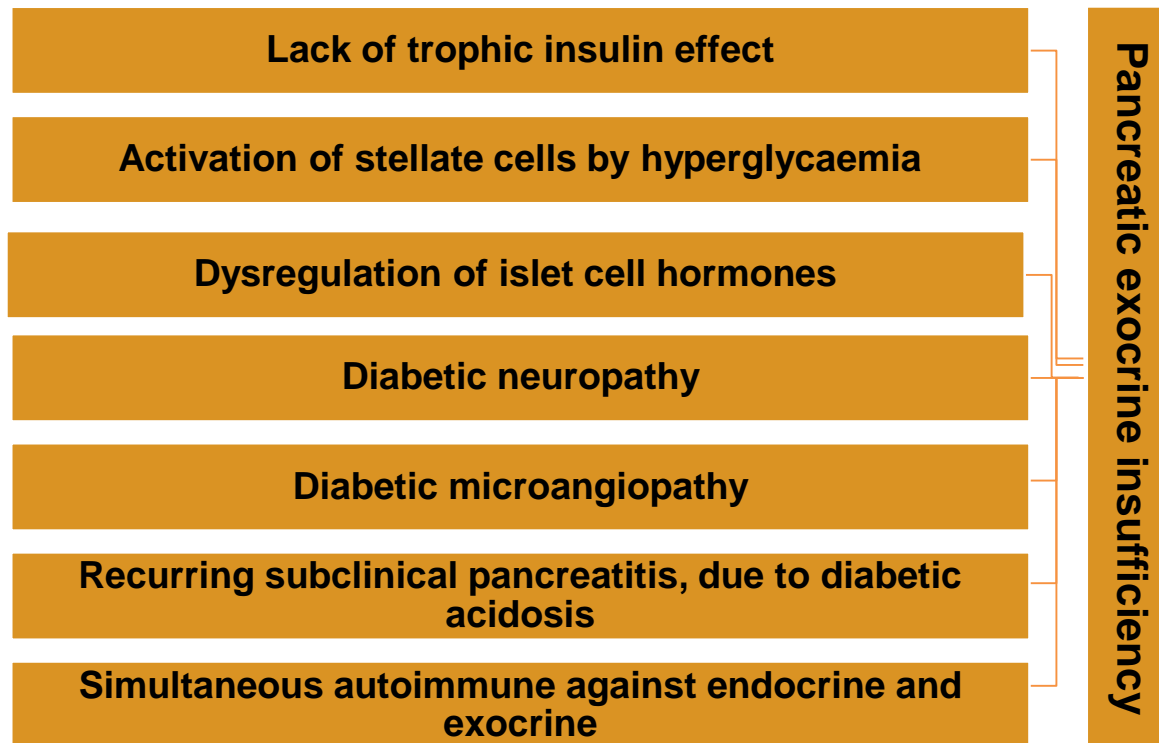 Lack of trophic insulin effect
Activation of stellate cells by hyperglycaemia
Dysregulation of islet cell hormones
Diabetic neuropathy
Diabetic microangiopathy
Recurring subclinical pancreatitis, due to diabetic
acidosis
Simultaneous autoimmune against endocrine and
exocrine
Pancreatic exocrine insufficiency